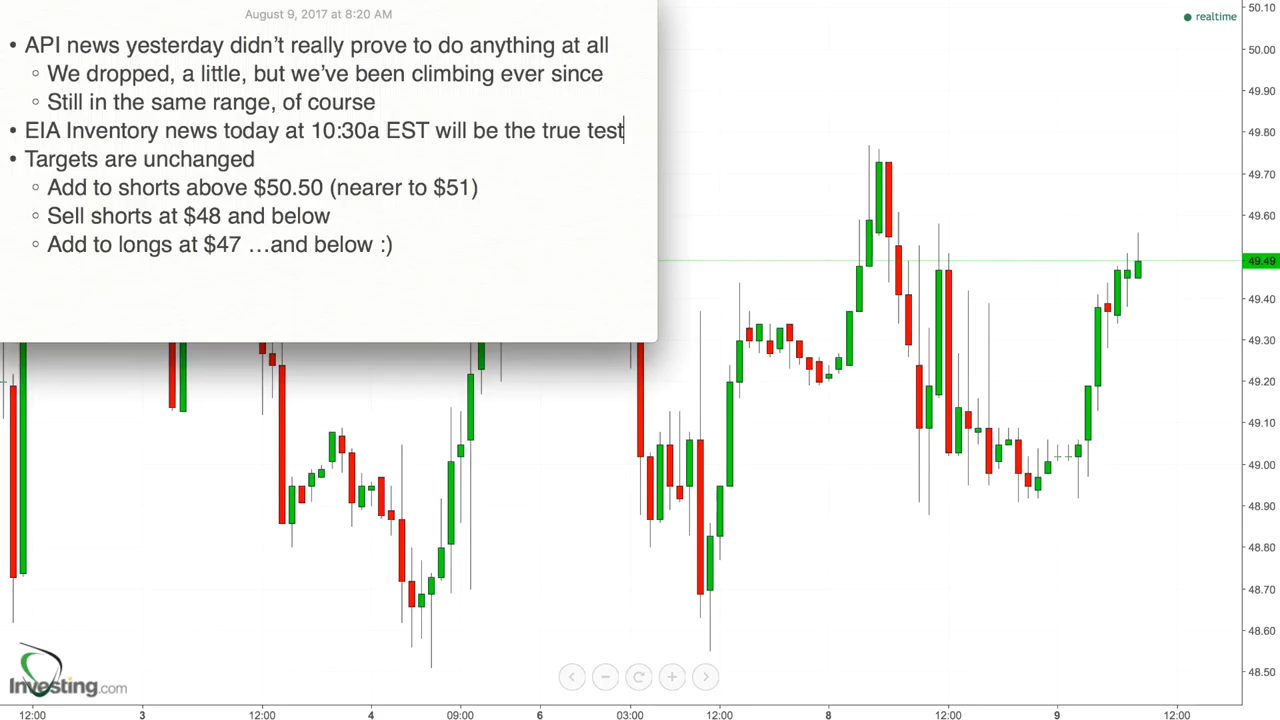 August 9, 2017 at 8:20 AM
• API news yesterday didn’t really prove to do anything at all
◦ We dropped, a little, but we’ve been climbing ever since
◦ Still in the same range, of course
• EIA Inventory news today at 10:30a EST will be the true test
• Targets are unchanged
◦ Add to shorts above $50.50 (nearer to $51)
◦ Sell shorts at $48 and below
◦ Add to longs at $47 …and below :)
realtime
50.10
50.00
49.90
49.80
49.70
49.60
49.49
49.40
49.30
49.20
49.10
49.00
48.90
48.80
48.70
48.60
48.50
Investing.com
12:00 3 12:00 4 09:00 6 03:00 12:00 8 12:00 9 12:00